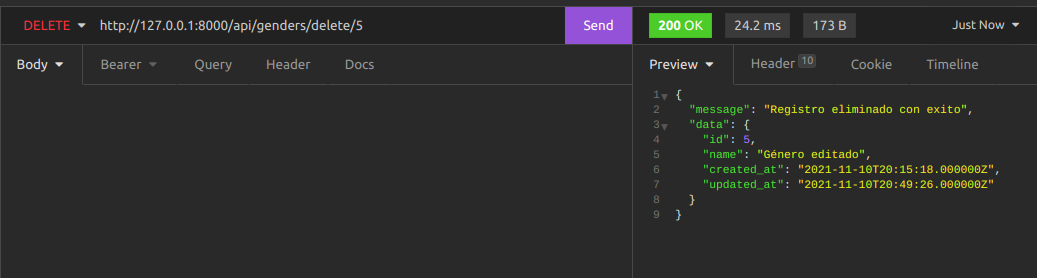 DELETE http://127.0.0.1:8000/api/genders/delete/5 Send 200 OK 24.2 ms 173 B Just Now
Body Bearer Query Header Docs Preview Header 10 Cookie Timeline
1 {
2 "message": "Registro eliminado con exito",
3 "data": {
4 "id": 5,
5 "name": "Género editado",
6 "created_at": "2021-11-10T20:15:18.000000Z",
7 "updated_at": "2021-11-10T20:49:26.000000Z"
8 }
9 }